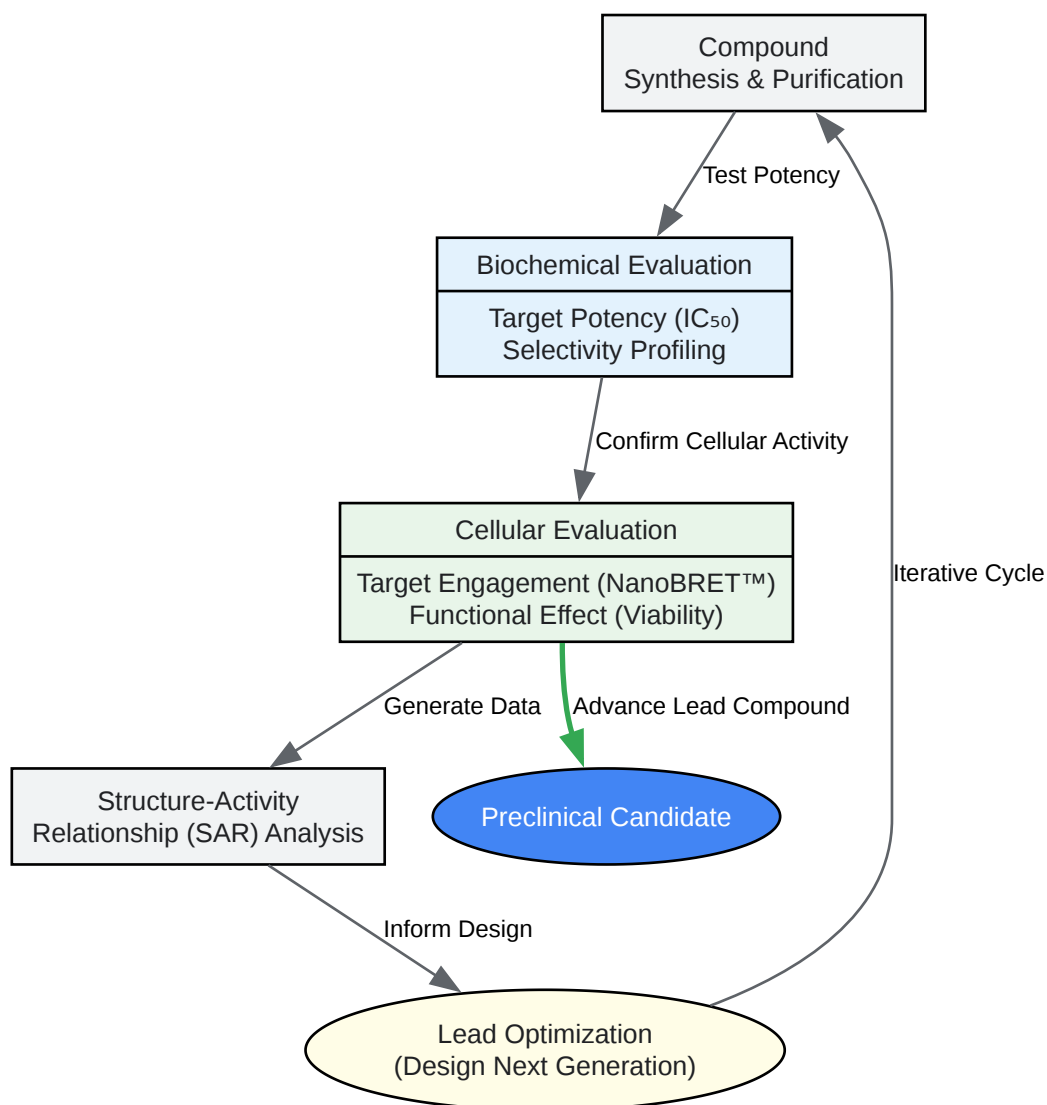 Compound
Synthesis & Purification
Test Potency
Biochemical Evaluation
Target Potency (IC₅₀)
Selectivity Profiling
Confirm Cellular Activity
Cellular Evaluation
Target Engagement (NanoBRET™)
Functional Effect (Viability)
Iterative Cycle
Generate Data
Advance Lead Compound
Structure-Activity
Relationship (SAR) Analysis
Preclinical Candidate
Inform Design
Lead Optimization
(Design Next Generation)